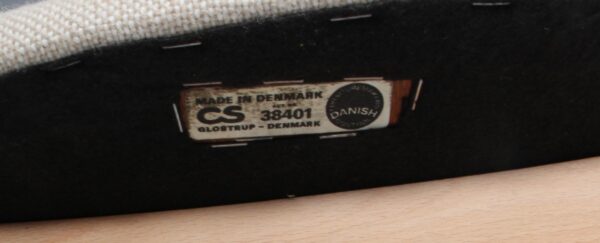 MADE IN DENMARK
CS 38401
GLOSTRUP - DENMARK
DANISH